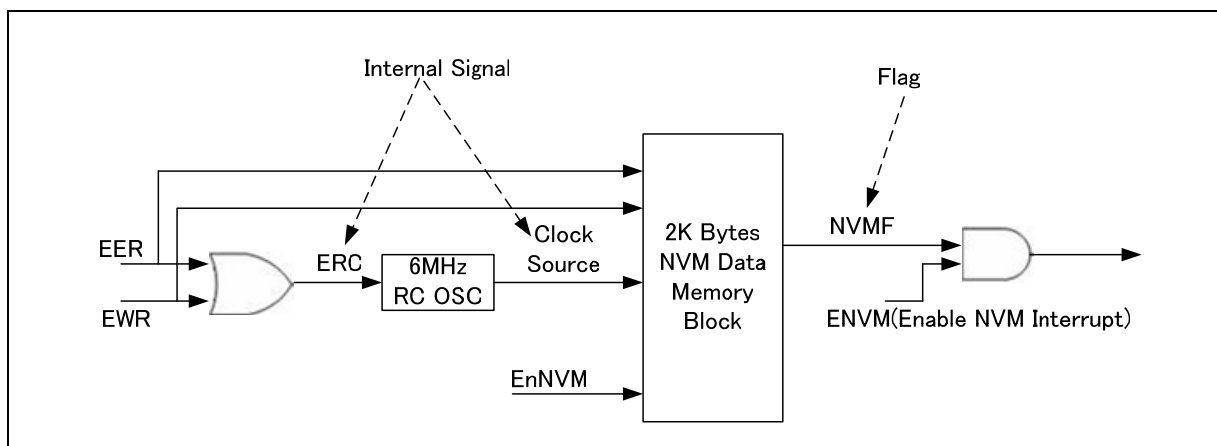 Internal Signal
Flag
EER
EWR
ERC
6MHz
RC OSC
Clock
Source
EnNVM
2K Bytes
NVM Data
Memory
Block
NVMF
ENVM(Enable NVM Interrupt)